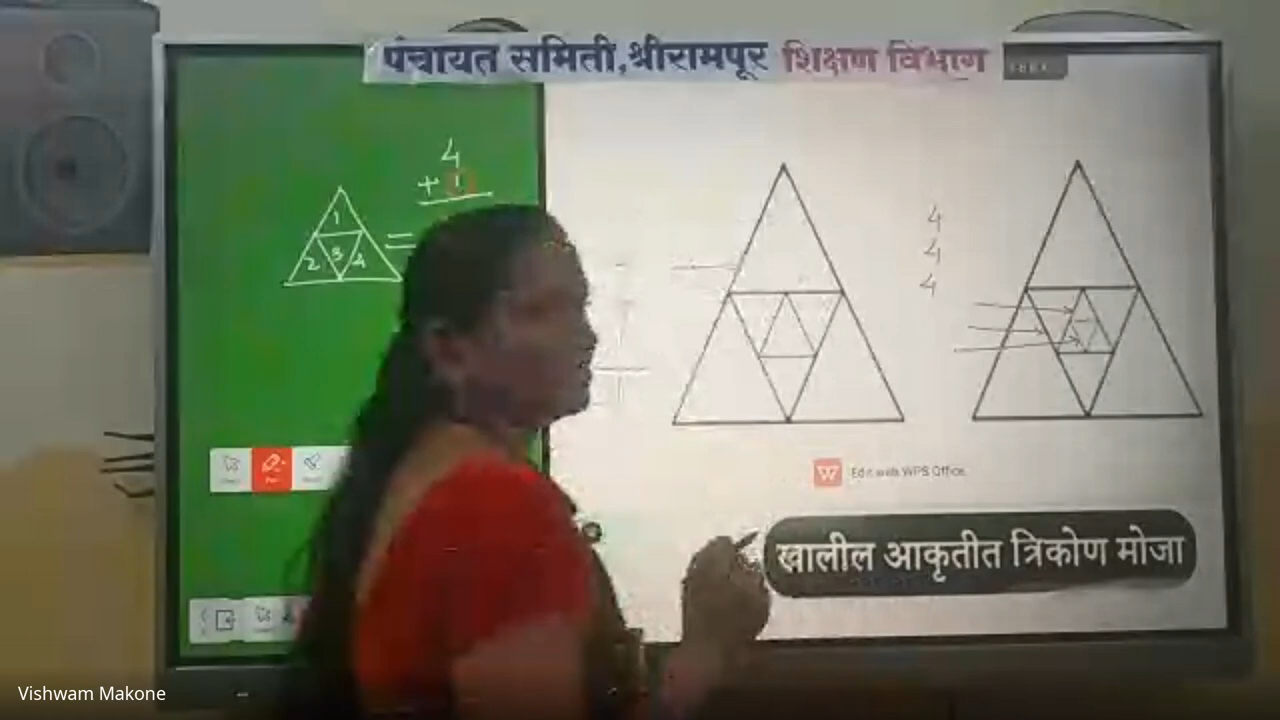 पंचायत समिती,श्रीरामपूर शिक्षण विभाग
4
+ 1
1
2 3 4
=
4
4
4
Edit with WPS Office
खालील आकृतीत त्रिकोण मोजा
Vishwam Makone